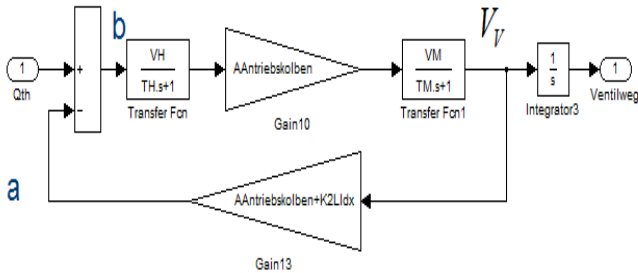 b
V_V
1
Qth
+
−
VH
TH.s+1
Transfer Fcn
AAntriebskolben
Gain10
VM
TM.s+1
Transfer Fcn1
1
s
Integrator3
1
Ventilweg
a
AAntriebskolben+K2LIdx
Gain13